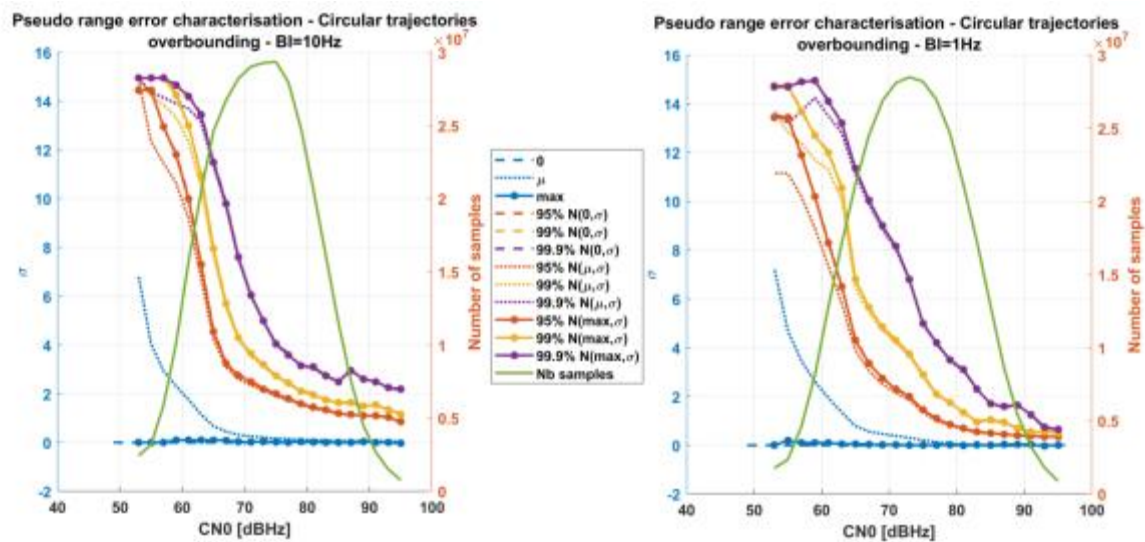 Pseudo range error characterisation - Circular trajectories
overbounding - BI=10Hz
×10^7
16
14
12
10
8
6
4
2
0
-2
σ
3
2.5
2
1.5
1
0.5
0
Number of samples
40
50
60
70
80
90
100
CN0 [dBHz]
0
μ
max
95% N(0,σ)
99% N(0,σ)
99.9% N(0,σ)
95% N(μ,σ)
99% N(μ,σ)
99.9% N(μ,σ)
95% N(max,σ)
99% N(max,σ)
99.9% N(max,σ)
Nb samples
Pseudo range error characterisation - Circular trajectories
overbounding - BI=1Hz
×10^7
16
14
12
10
8
6
4
2
0
-2
σ
3
2.5
2
1.5
1
0.5
0
Number of samples
40
50
60
70
80
90
100
CN0 [dBHz]